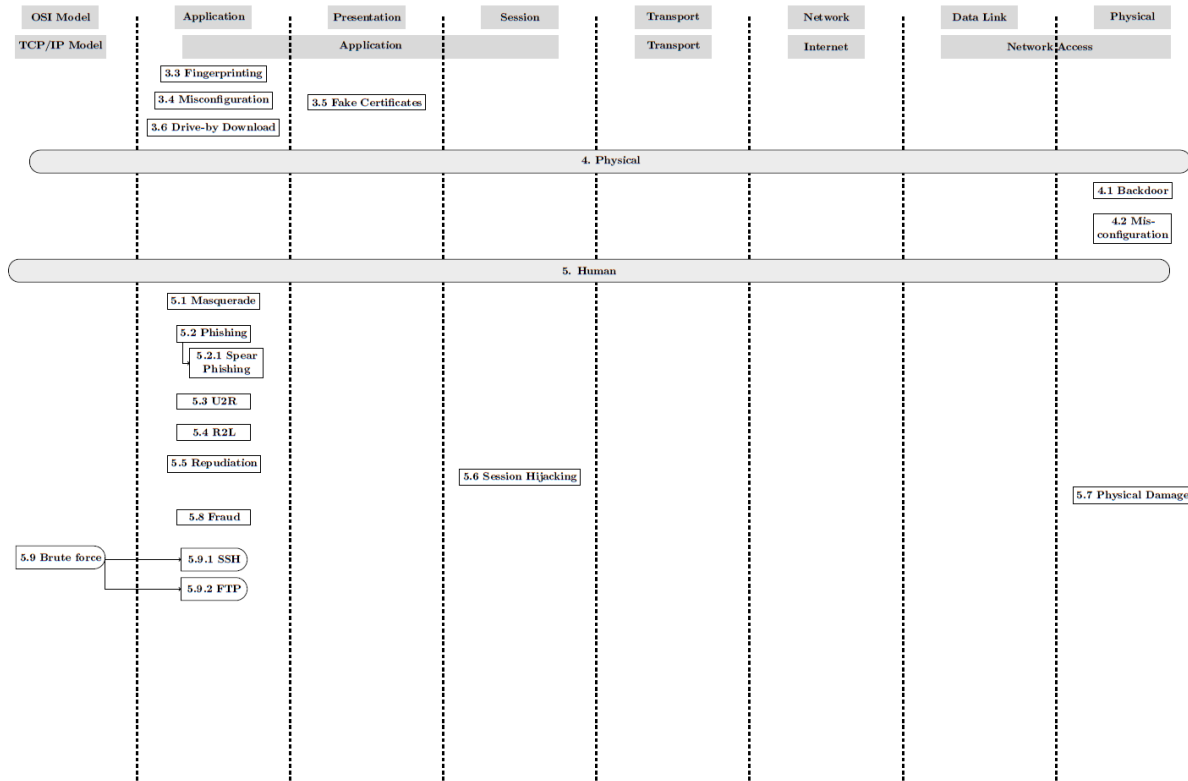 OSI Model Application Presentation Session Transport Network Data Link Physical
TCP/IP Model Application Transport Internet Network Access
3.3 Fingerprinting
3.4 Misconfiguration
3.5 Fake Certificates
3.6 Drive-by Download
4. Physical
4.1 Backdoor
4.2 Mis-
configuration
5. Human
5.1 Masquerade
5.2 Phishing
5.2.1 Spear
Phishing
5.3 U2R
5.4 R2L
5.5 Repudiation
5.6 Session Hijacking
5.7 Physical Damage
5.8 Fraud
5.9 Brute force 5.9.1 SSH
5.9.2 FTP